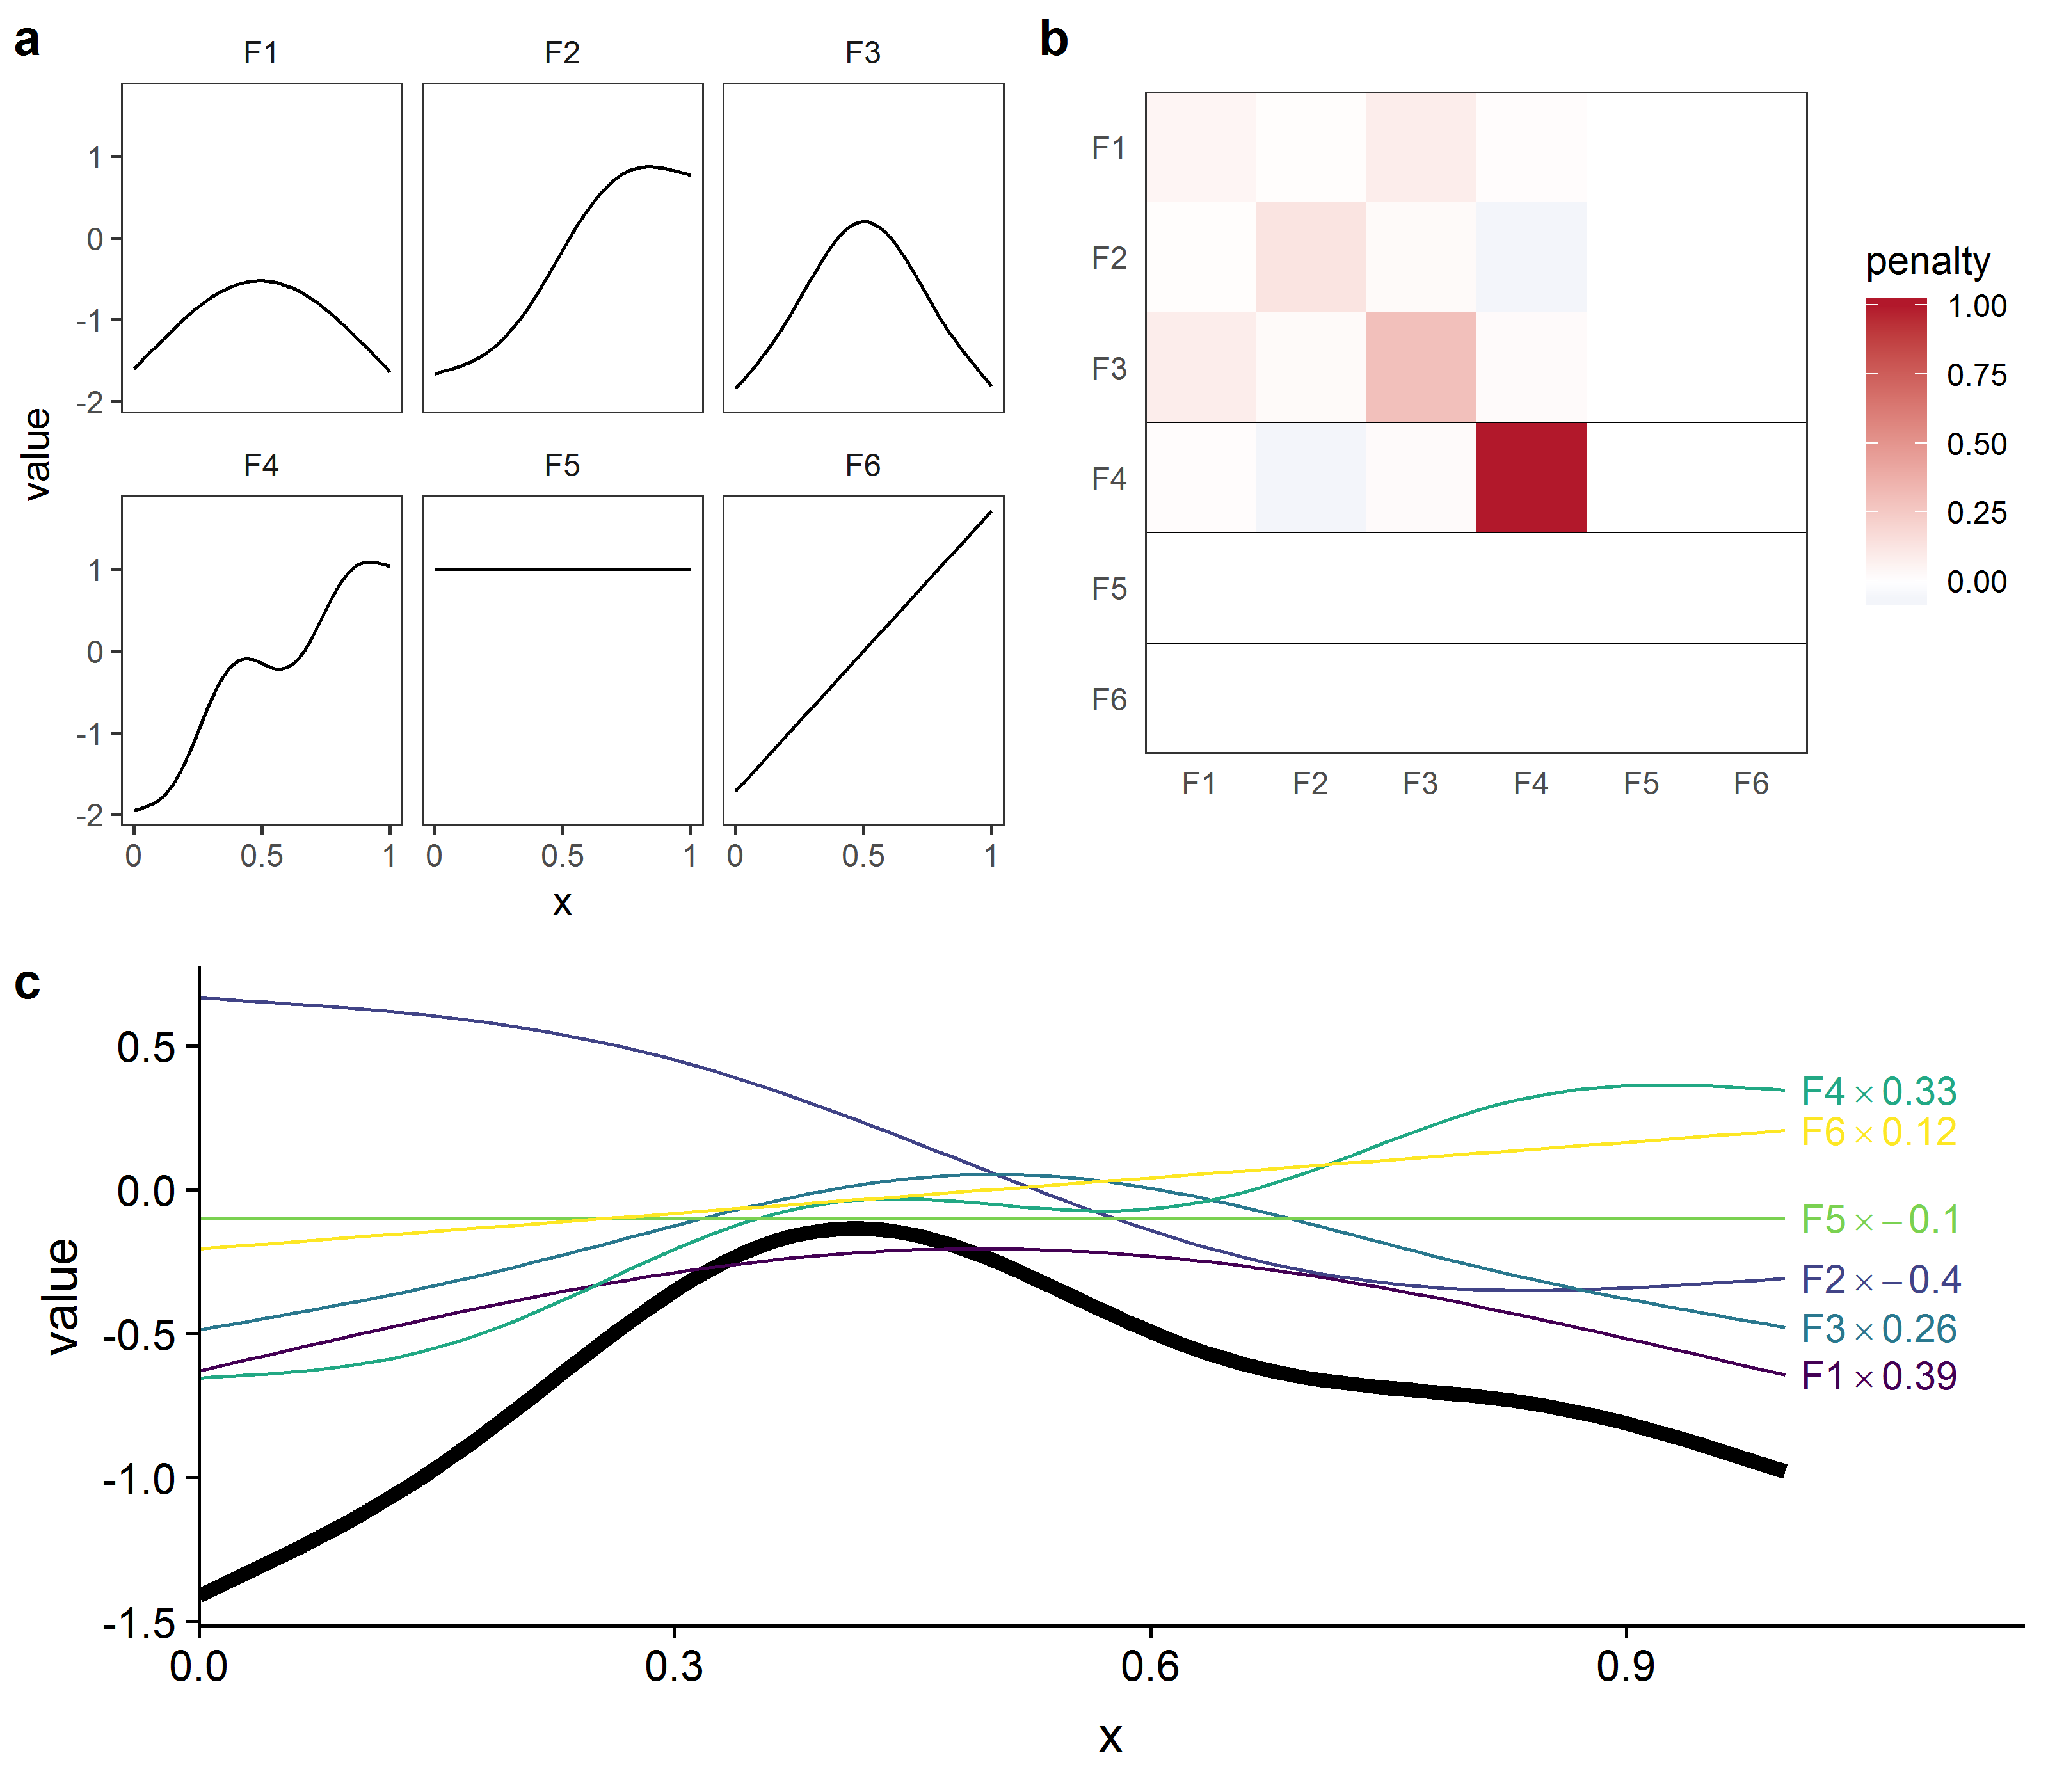 a
F1 F2 F3
1
0
-1
-2
F4 F5 F6
1
0
-1
-2
0 0.5 1 0 0.5 1 0 0.5 1
value
x
b
F1
F2
F3
F4
F5
F6
F1 F2 F3 F4 F5 F6
penalty
1.00
0.75
0.50
0.25
0.00
c
value
0.5
0.0
-0.5
-1.0
-1.5
0.0 0.3 0.6 0.9
x
F4 × 0.33
F6 × 0.12
F5 × −0.1
F2 × −0.4
F3 × 0.26
F1 × 0.39